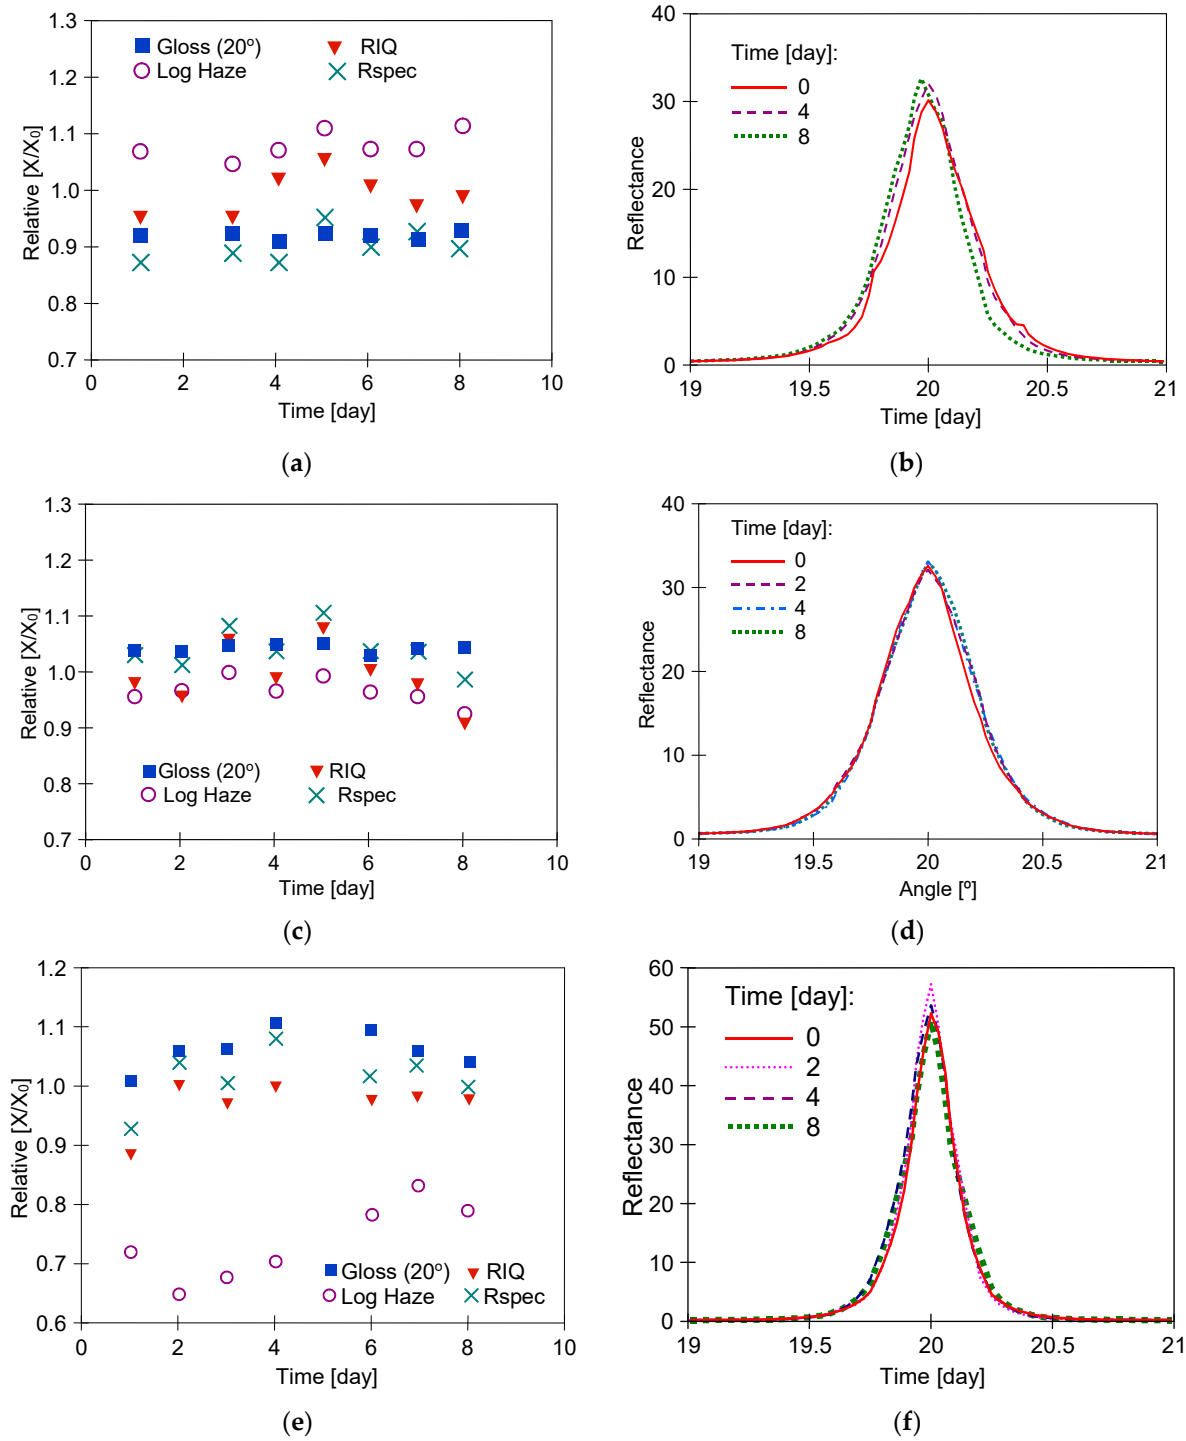 1.3
1.2
1.1
1.0
0.9
0.8
0.7
Relative [X/X₀]
Gloss (20º)
RIQ
Log Haze
Rspec
0 2 4 6 8 10
Time [day]
(a)
40
30
20
10
0
Reflectance
Time [day]:
0
4
8
19 19.5 20 20.5 21
Time [day]
(b)
1.3
1.2
1.1
1.0
0.9
0.8
0.7
Relative [X/X₀]
Gloss (20º)
RIQ
Log Haze
Rspec
0 2 4 6 8 10
Time [day]
(c)
40
30
20
10
0
Reflectance
Time [day]:
0
2
4
8
19 19.5 20 20.5 21
Angle [º]
(d)
1.2
1.1
1.0
0.9
0.8
0.7
0.6
Relative [X/X₀]
Gloss (20º)
RIQ
Log Haze
Rspec
0 2 4 6 8 10
Time [day]
(e)
60
50
40
30
20
10
0
Reflectance
Time [day]:
0
2
4
8
19 19.5 20 20.5 21
Time [day]
(f)